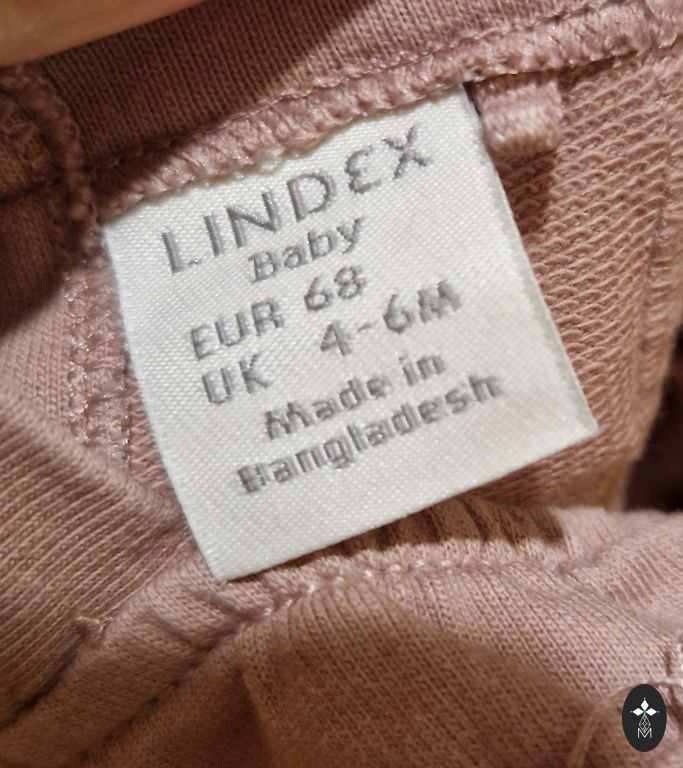 LINDEX
Baby
EUR 68
UK 4-6M
Made in
Bangladesh
M